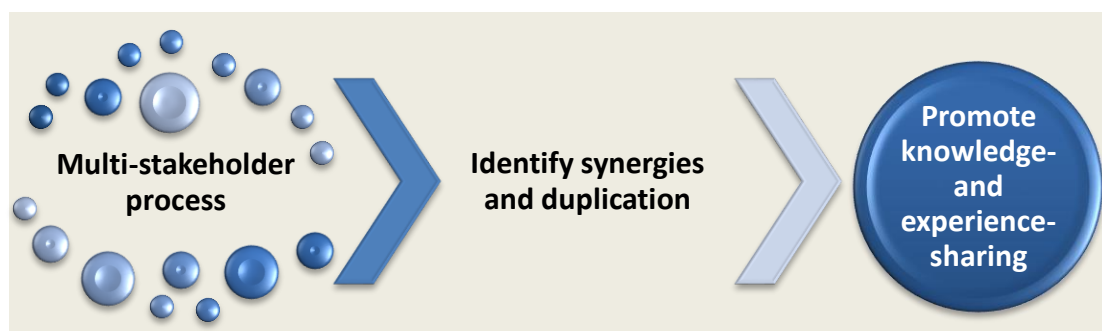 Multi-stakeholder
process
Identify synergies
and duplication
Promote
knowledge-
and
experience-
sharing